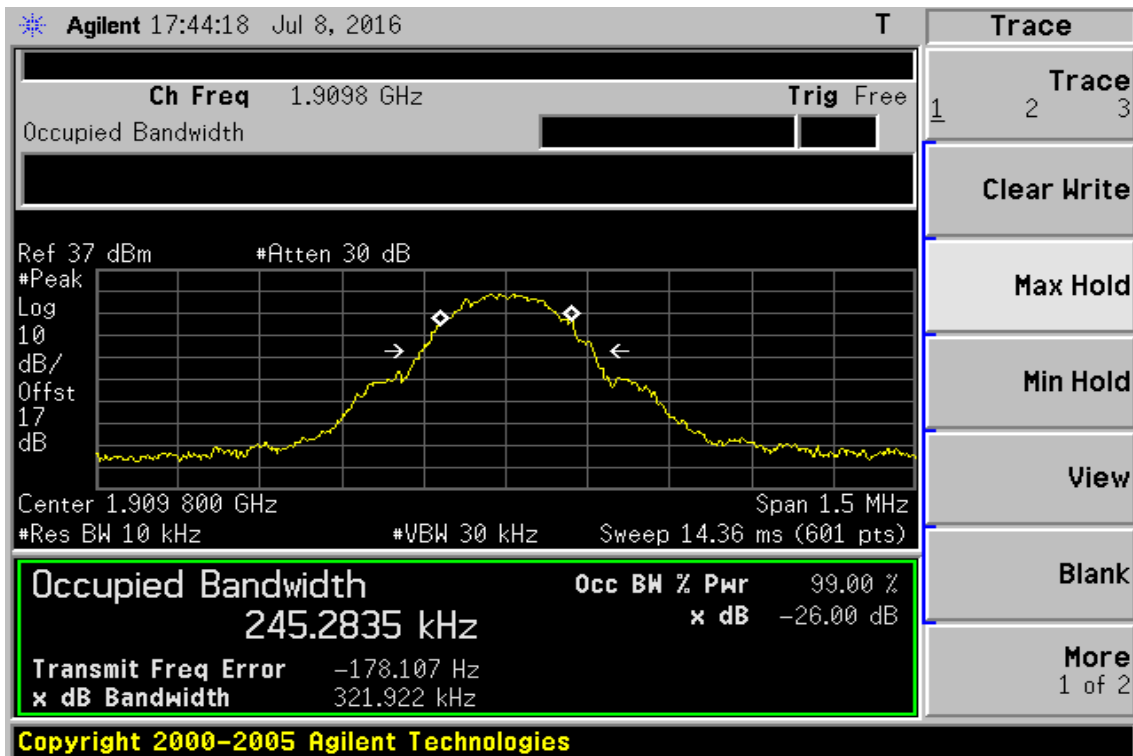 Agilent 17:44:18 Jul 8, 2016 T Trace
Ch Freq 1.9098 GHz Trig Free
Occupied Bandwidth
Trace
1 2 3
Clear Write
Max Hold
Min Hold
View
Blank
More
1 of 2
Ref 37 dBm #Atten 30 dB
#Peak
Log
10
dB/
Offst
17
dB
Center 1.909 800 GHz Span 1.5 MHz
#Res BW 10 kHz #VBW 30 kHz Sweep 14.36 ms (601 pts)
Occupied Bandwidth Occ BW % Pwr 99.00 %
245.2835 kHz x dB -26.00 dB
Transmit Freq Error -178.107 Hz
x dB Bandwidth 321.922 kHz
Copyright 2000-2005 Agilent Technologies